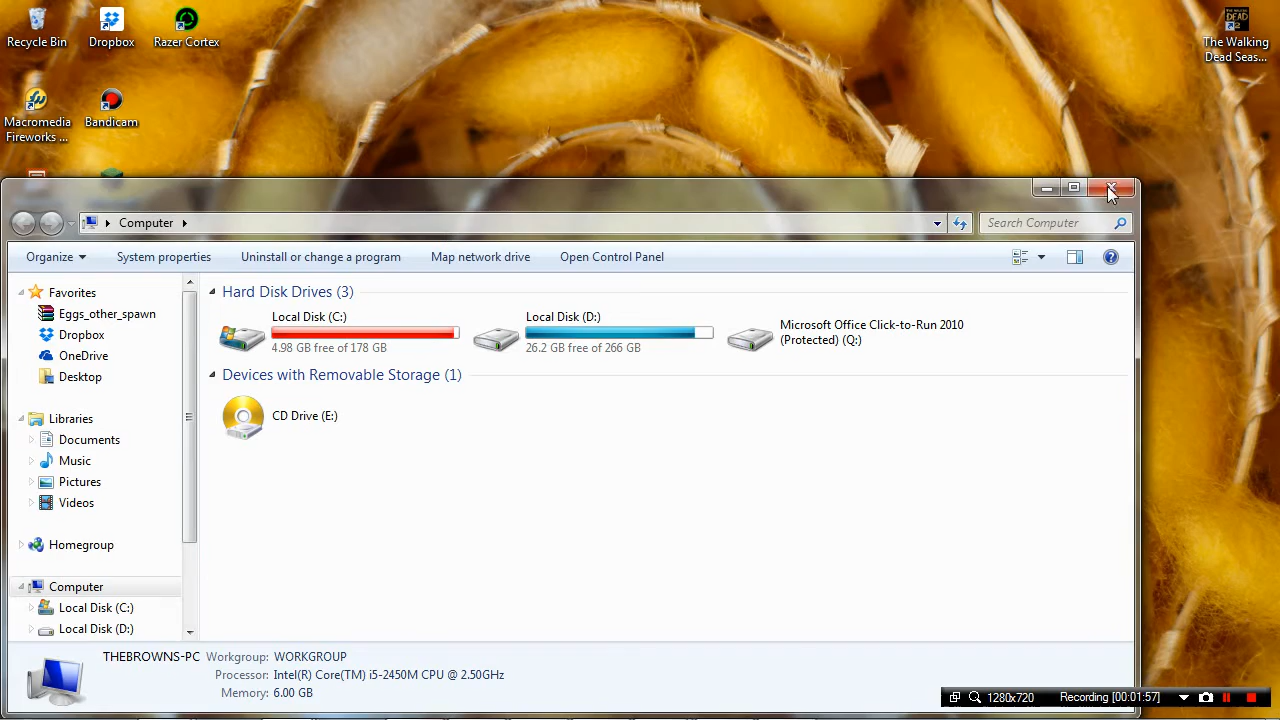 Recycle Bin
Dropbox
Razer Cortex
The Walking
Dead Seas...
Macromedia
Fireworks ...
Bandicam
Computer
Search Computer
Organize
System properties
Uninstall or change a program
Map network drive
Open Control Panel
Favorites
Eggs_other_spawn
Dropbox
OneDrive
Desktop
Libraries
Documents
Music
Pictures
Videos
Homegroup
Computer
Local Disk (C:)
Local Disk (D:)
Hard Disk Drives (3)
Local Disk (C:)
4.98 GB free of 178 GB
Local Disk (D:)
26.2 GB free of 266 GB
Microsoft Office Click-to-Run 2010
(Protected) (Q:)
Devices with Removable Storage (1)
CD Drive (E:)
THEBROWNS-PC Workgroup: WORKGROUP
Processor: Intel(R) Core(TM) i5-2450M CPU @ 2.50GHz
Memory: 6.00 GB
1280x720 Recording [00:01:57]